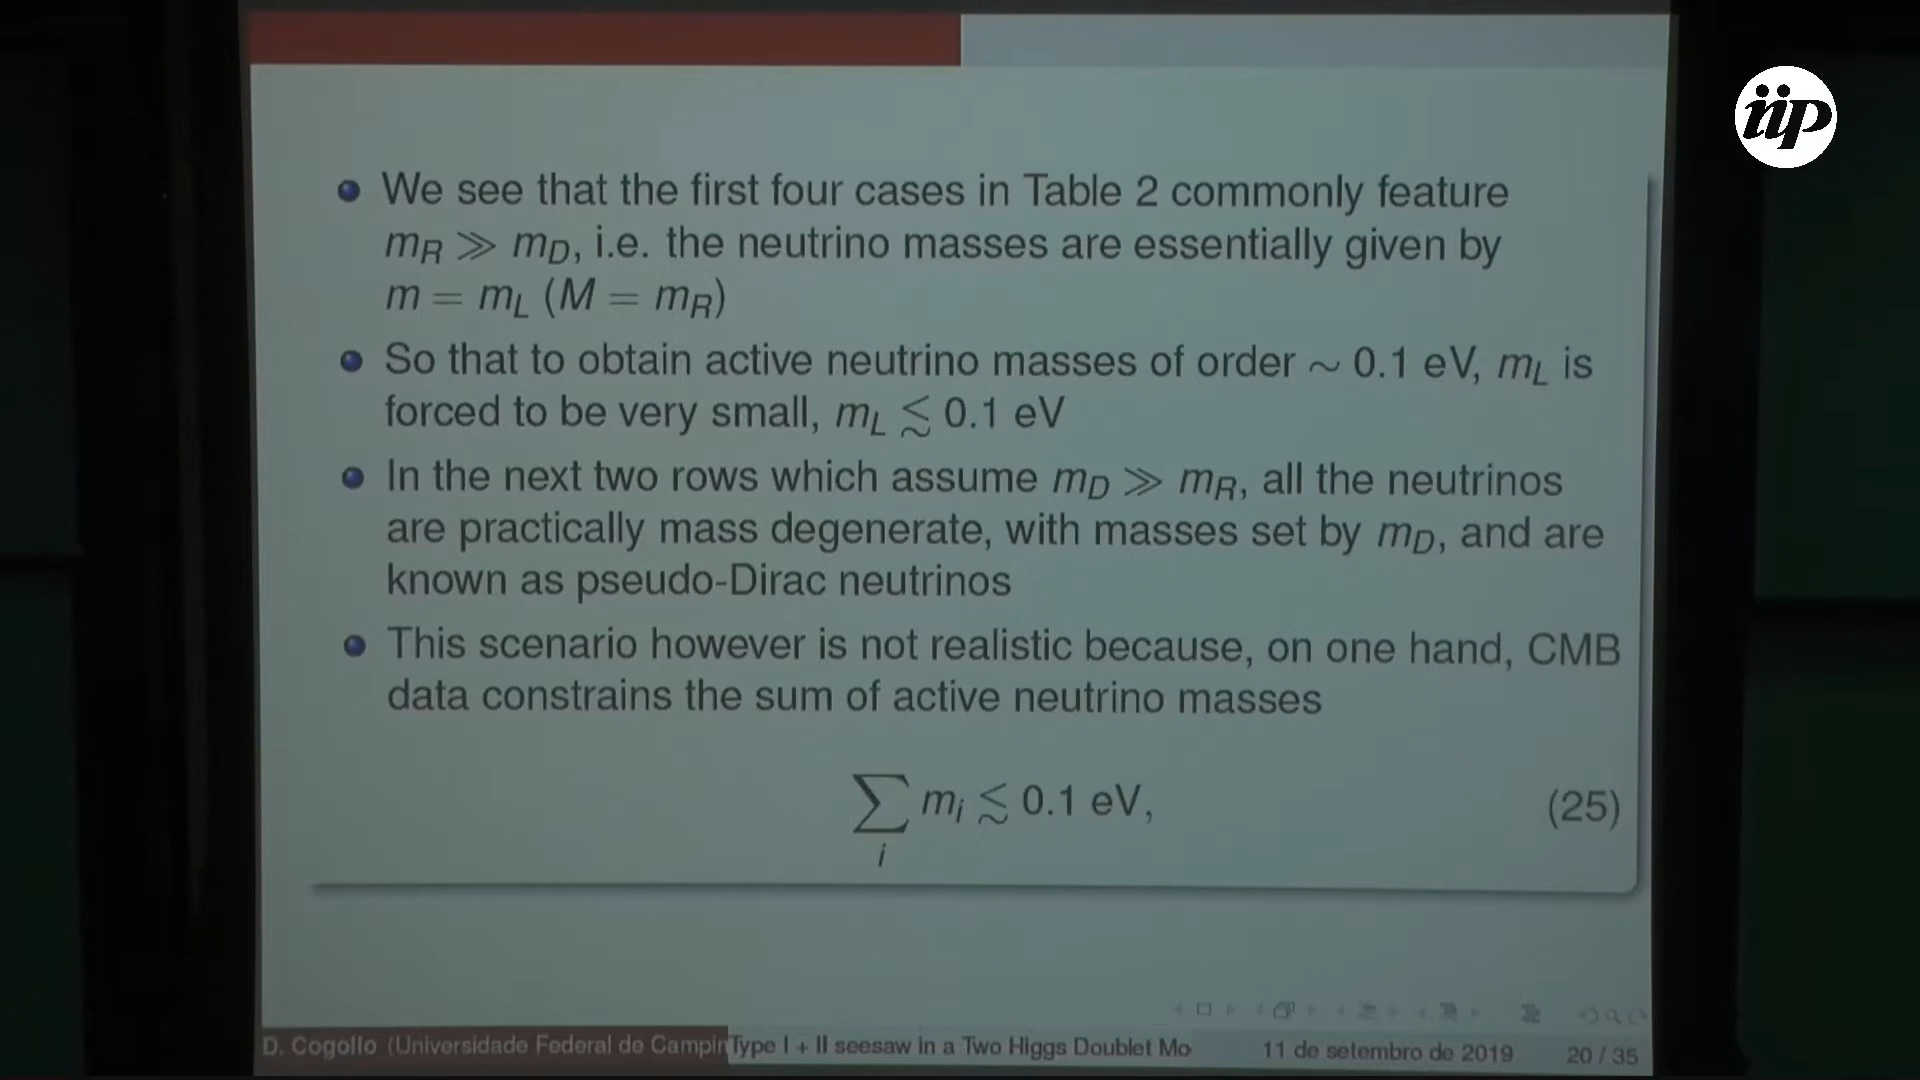 iip
We see that the first four cases in Table 2 commonly feature
m_R ≫ m_D, i.e. the neutrino masses are essentially given by
m = m_L (M = m_R)
So that to obtain active neutrino masses of order ∼ 0.1 eV, m_L is
forced to be very small, m_L ≲ 0.1 eV
In the next two rows which assume m_D ≫ m_R, all the neutrinos
are practically mass degenerate, with masses set by m_D, and are
known as pseudo-Dirac neutrinos
This scenario however is not realistic because, on one hand, CMB
data constrains the sum of active neutrino masses
∑_i m_i ≲ 0.1 eV, (25)
D. Cogollo (Universidade Federal de Campin Type I + II seesaw in a Two Higgs Doublet Mo 11 de setembro de 2019 20 / 35